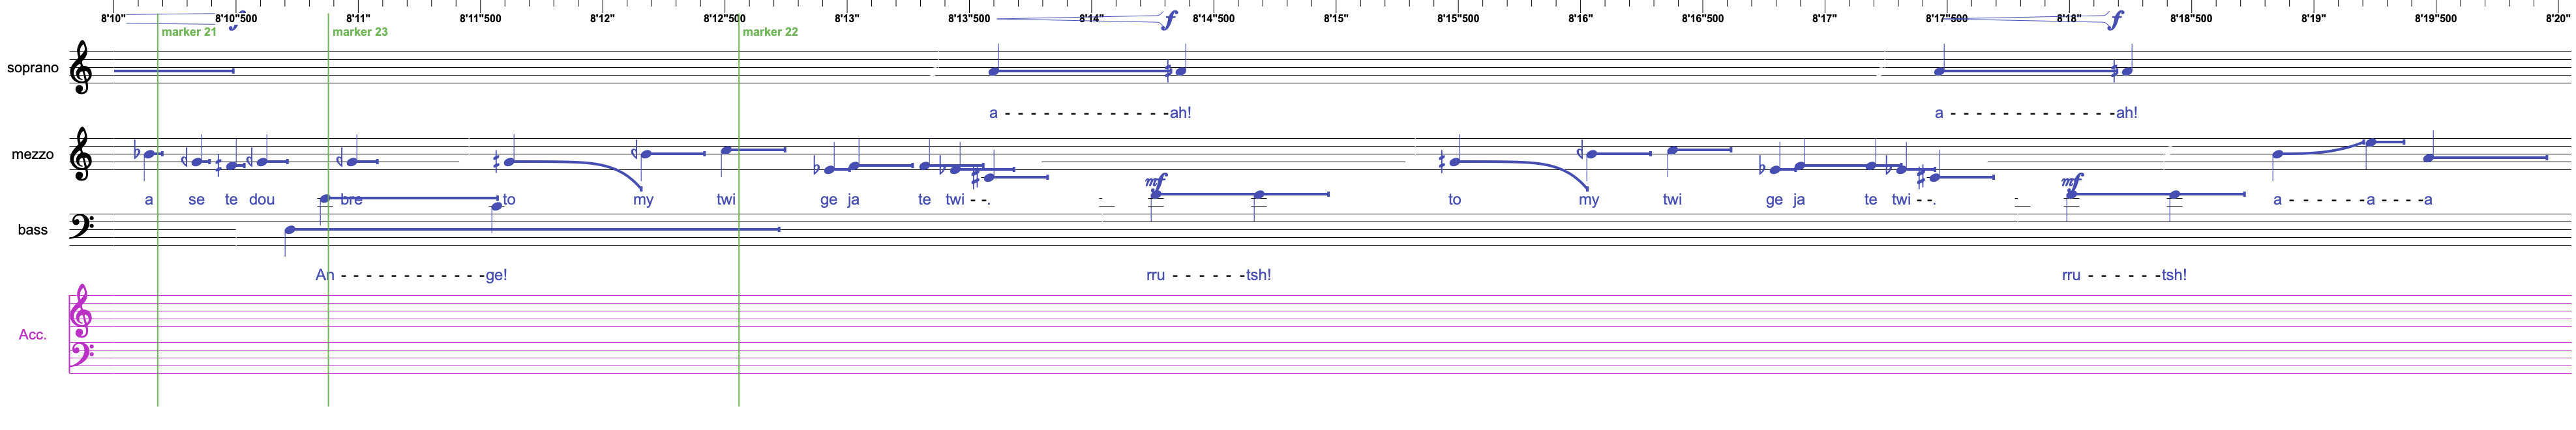 8'10" 8'10"500 8'11" 8'11"500 8'12" 8'12"500 8'13" 8'13"500 8'14" 8'14"500 8'15" 8'15"500 8'16" 8'16"500 8'17" 8'17"500 8'18" 8'18"500 8'19" 8'19"500 8'20"
f f f
marker 21 marker 23 marker 22
soprano
a - - - - - - - - - - - - -ah! a - - - - - - - - - - - - -ah!
mezzo
mf mf
a se te dou bre to my twi ge ja te twi - -. to my twi ge ja te twi - -. a - - - - - -a - - - -a
bass
An - - - - - - - - - - - -ge! rru - - - - - -tsh! rru - - - - - -tsh!
Acc.